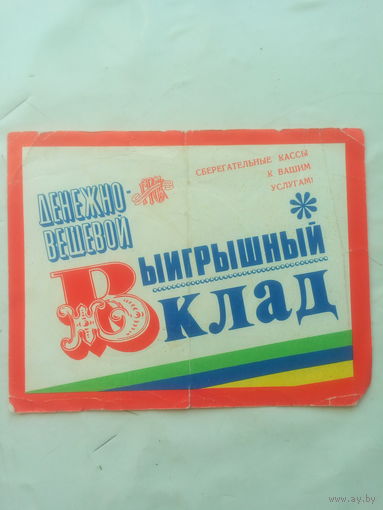 ДЕНЕЖНО-
ВЕЩЕВОЙ
СБЕРЕГАТЕЛЬНЫЕ КАССЫ
К ВАШИМ
УСЛУГАМ!
ВЫИГРЫШНЫЙ
ВКЛАД
www.ay.by